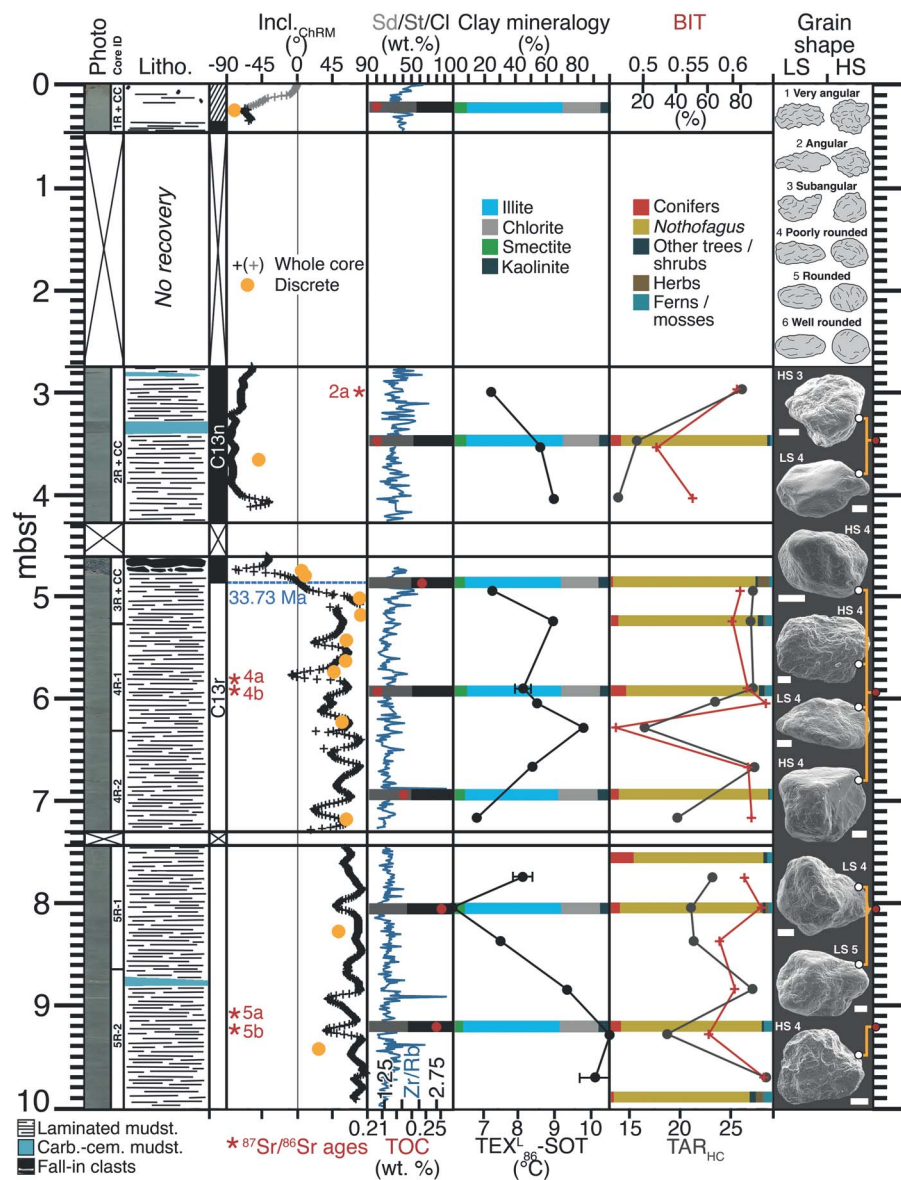 Photo
Core ID
Litho.
Incl.ChRM
(°)
-90 -45 0 45 90
Sd/St/Cl
(wt.%)
0 50 100
Clay mineralogy
(%)
0 20 40 60 80
BIT
0.5 0.55 0.6
20 40 60 80
(%)
Grain
shape
LS HS
mbsf
0
1
2
3
4
5
6
7
8
9
10
1R + CC
2R + CC
3R + CC
4R-1
4R-2
5R-1
5R-2
No recovery
C13n
C13r
+(+) Whole core
Discrete
2a *
33.73 Ma
* 4a
* 4b
* 5a
* 5b
Illite
Chlorite
Smectite
Kaolinite
Conifers
Nothofagus
Other trees /
shrubs
Herbs
Ferns /
mosses
1 Very angular
2 Angular
3 Subangular
4 Poorly rounded
5 Rounded
6 Well rounded
HS 3
LS 4
HS 4
HS 4
LS 4
HS 4
LS 4
LS 5
HS 4
1.25
Zr/Rb
2.75
Laminated mudst.
Carb.-cem. mudst.
Fall-in clasts
* ⁸⁷Sr/⁸⁶Sr ages
0.21 0.25
TOC
(wt. %)
7 8 9 10
TEXᴸ₈₆-SOT
(°C)
15 20 25
TARHC